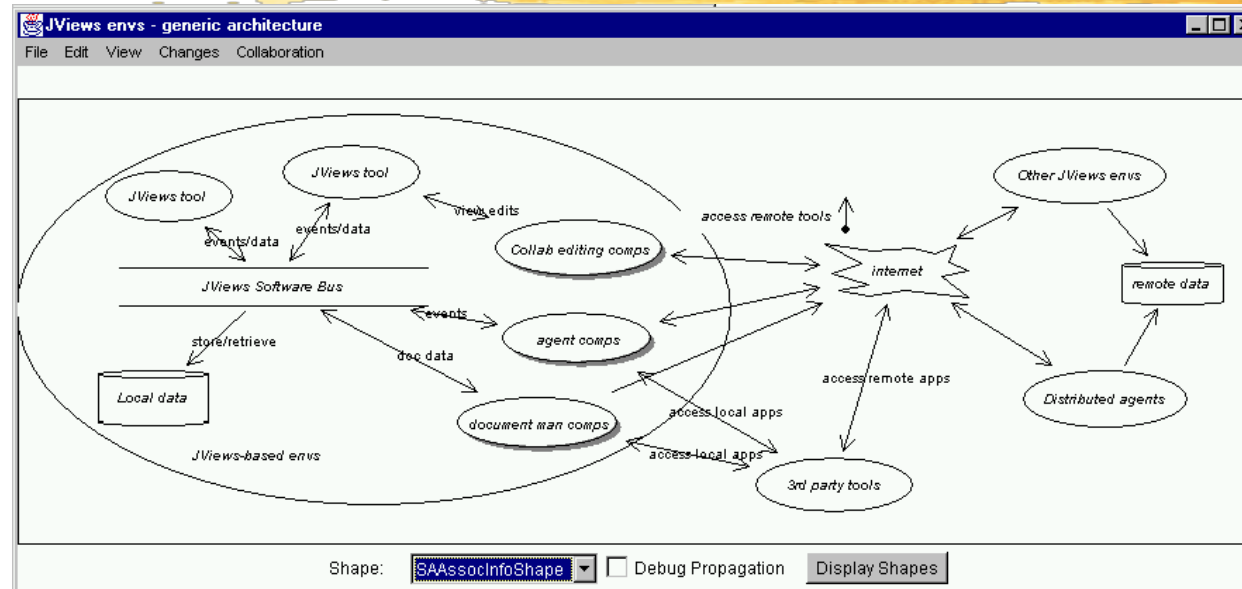 JViews envs - generic architecture
File Edit View Changes Collaboration
JViews tool
JViews tool
Other JViews envs
view edits
access remote tools
events/data
events/data
Collab editing comps
internet
JViews Software Bus
remote data
events
store/retrieve
agent comps
doc data
access remote apps
Local data
Distributed agents
access local apps
document man comps
JViews-based envs
access local apps
3rd party tools
Shape: SAAssocInfoShape Debug Propagation Display Shapes